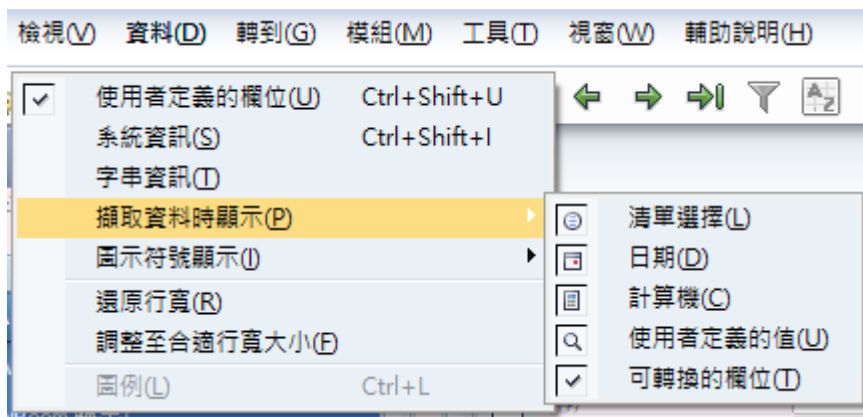 檢視(V) 資料(D) 轉到(G) 模組(M) 工具(T) 視窗(W) 輔助說明(H)
使用者定義的欄位(U) Ctrl+Shift+U
系統資訊(S) Ctrl+Shift+I
字串資訊(T)
擷取資料時顯示(P)
圖示符號顯示(I)
還原行寬(R)
調整至合適行寬大小(F)
圖例(L) Ctrl+L
清單選擇(L)
日期(D)
計算機(C)
使用者定義的值(U)
可轉換的欄位(T)